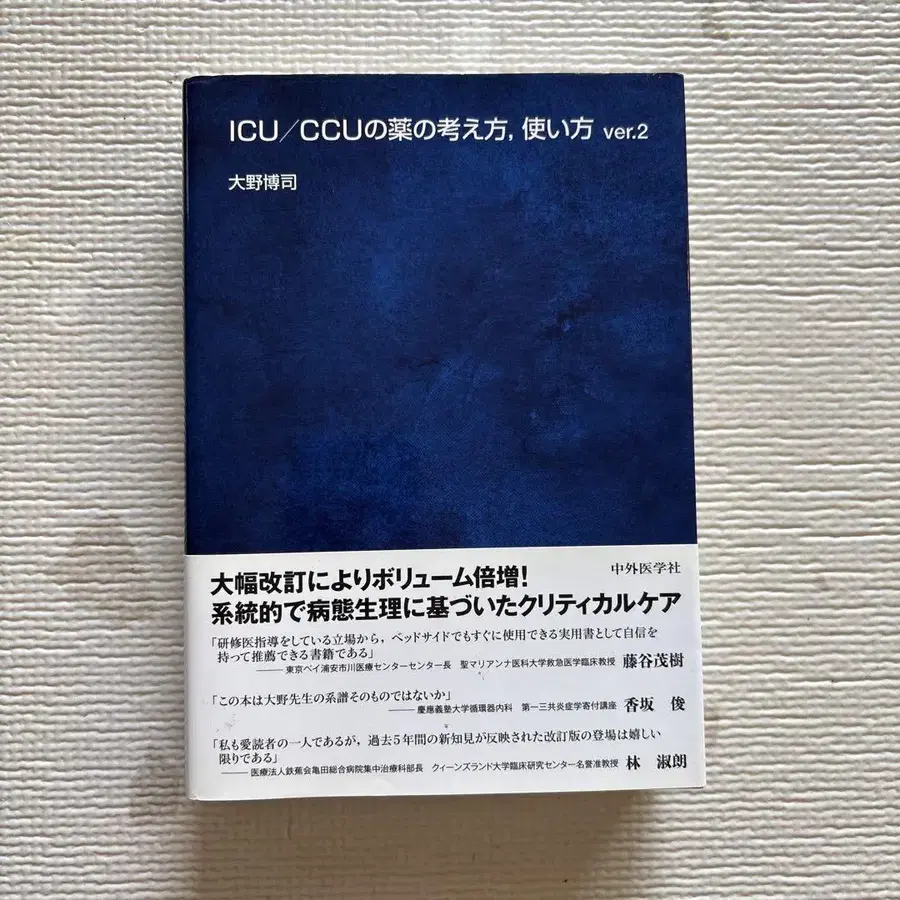 ICU／CCUの薬の考え方, 使い方 ver.2
大野博司
中外医学社
大幅改訂によりボリューム倍増！
系統的で病態生理に基づいたクリティカルケア
「研修医指導をしている立場から，ベッドサイドでもすぐに使用できる実用書として自信を
持って推薦できる書籍である」
――― 東京ベイ浦安市川医療センターセンター長　聖マリアンナ医科大学救急医学臨床教授　藤谷茂樹
「この本は大野先生の系譜そのものではないか」
――― 慶應義塾大学循環器内科　第一三共炎症学寄付講座　香坂　俊
「私も愛読者の一人であるが，過去５年間の新知見が反映された改訂版の登場は嬉しい
限りである」
――― 医療法人鉄蕉会亀田総合病院集中治療科部長　クィーンズランド大学臨床研究センター名誉准教授　林　淑朗